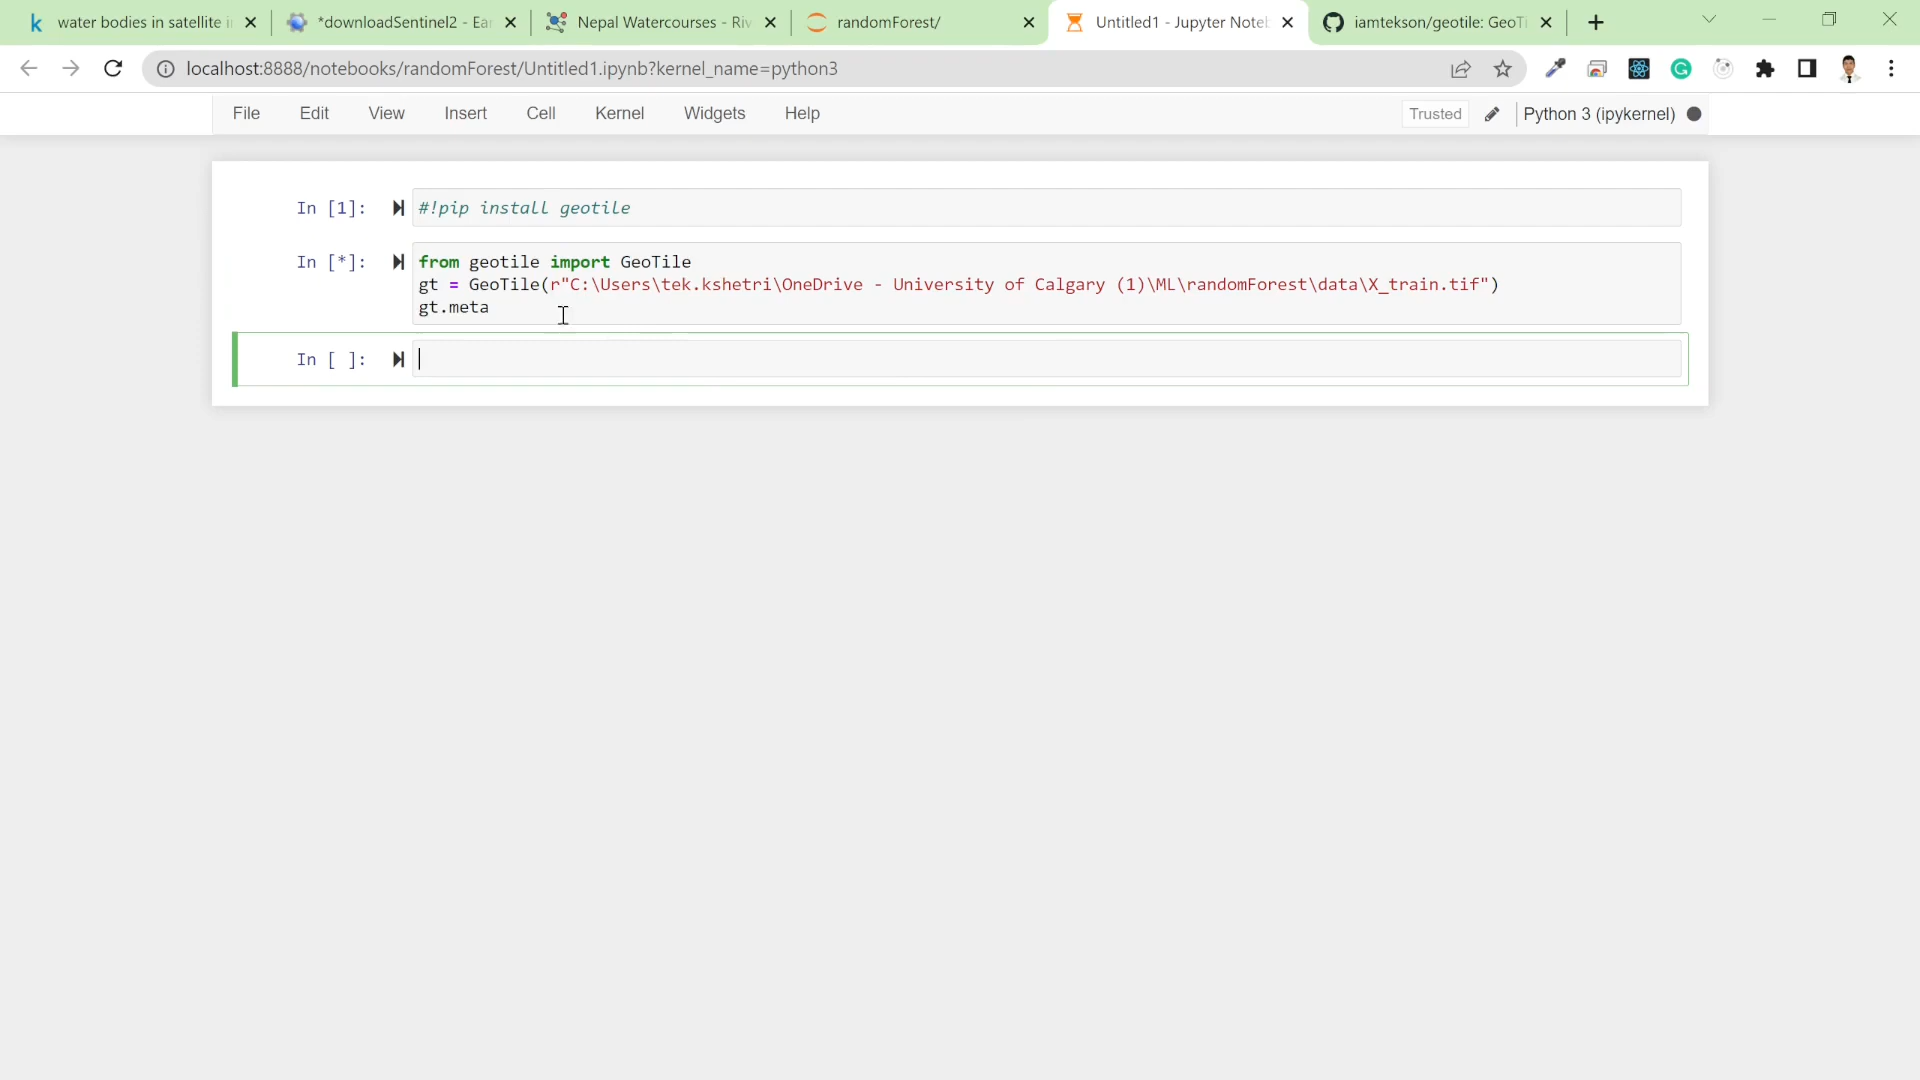 k water bodies in satellite i
*downloadSentinel2 - Ear
Nepal Watercourses - Riv
randomForest/
Untitled1 - Jupyter Noteb
iamtekson/geotile: GeoTi
localhost:8888/notebooks/randomForest/Untitled1.ipynb?kernel_name=python3
File Edit View Insert Cell Kernel Widgets Help
Trusted Python 3 (ipykernel)
In [1]: #!pip install geotile
In [*]: from geotile import GeoTile
gt = GeoTile(r"C:\Users\tek.kshetri\OneDrive - University of Calgary (1)\ML\randomForest\data\X_train.tif")
gt.meta
In [ ]: